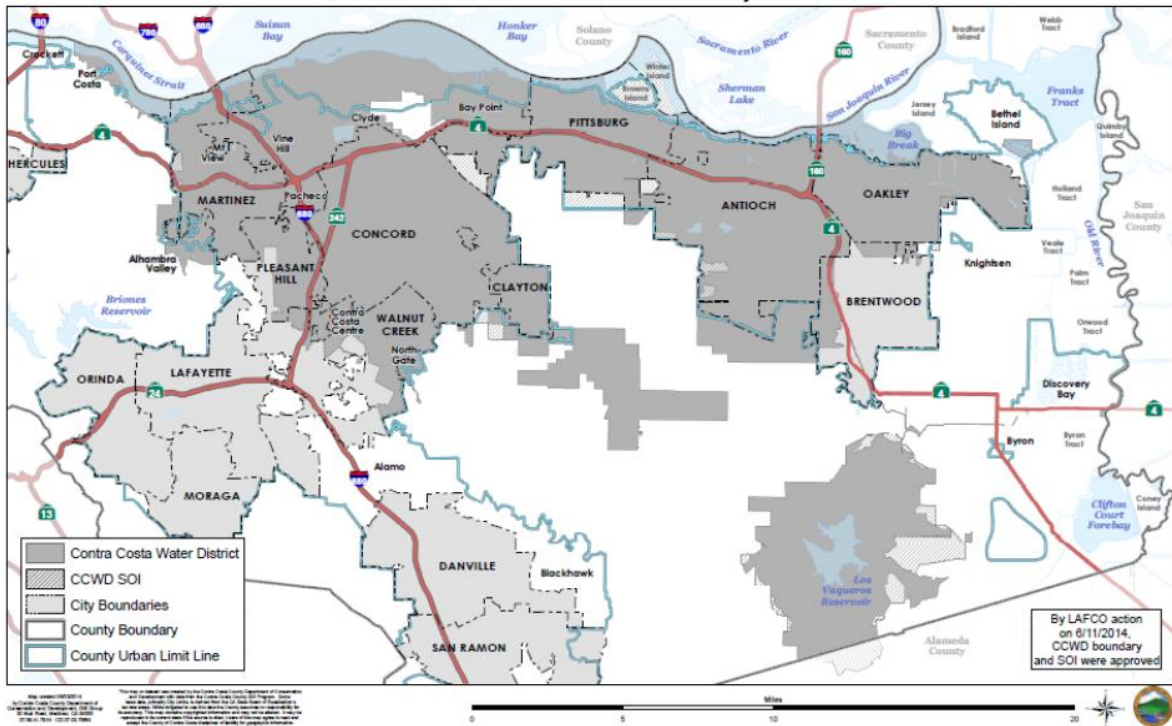 80
780
680
Suisun
Bay
Honker
Bay
Solano
County
Sacramento River
160
Sacramento
County
Bradford
Island
Webb
Tract
Crockett
Port
Costa
Carquinez Strait
Winter
Island
Browns
Island
Sherman
Lake
San Joaquin River
Jersey
Island
Bethel
Island
Franks
Tract
Quimby
Island
4
HERCULES
Mt
View
Vine
Hill
Clyde
Bay Point
4
PITTSBURG
160
Big
Break
Holland
Tract
San
Joaquin
County
MARTINEZ
Pacheco
680
242
CONCORD
ANTIOCH
4
OAKLEY
Old River
Veale
Tract
Alhambra
Valley
PLEASANT
HILL
CLAYTON
Knightsen
Palm
Tract
Briones
Reservoir
Contra
Costa
Centre
WALNUT
CREEK
North
Gate
BRENTWOOD
Orwood
Tract
ORINDA
LAFAYETTE
24
4
Discovery
Bay
4
MORAGA
Alamo
680
Byron
Byron
Tract
13
Clifton
Court
Forebay
Coney
Island
DANVILLE
Blackhawk
Los
Vaqueros
Reservoir
SAN RAMON
Alameda
County
Contra Costa Water District
CCWD SOI
City Boundaries
County Boundary
County Urban Limit Line
By LAFCO action
on 6/11/2014,
CCWD boundary
and SOI were approved
Miles
0 5 10 20